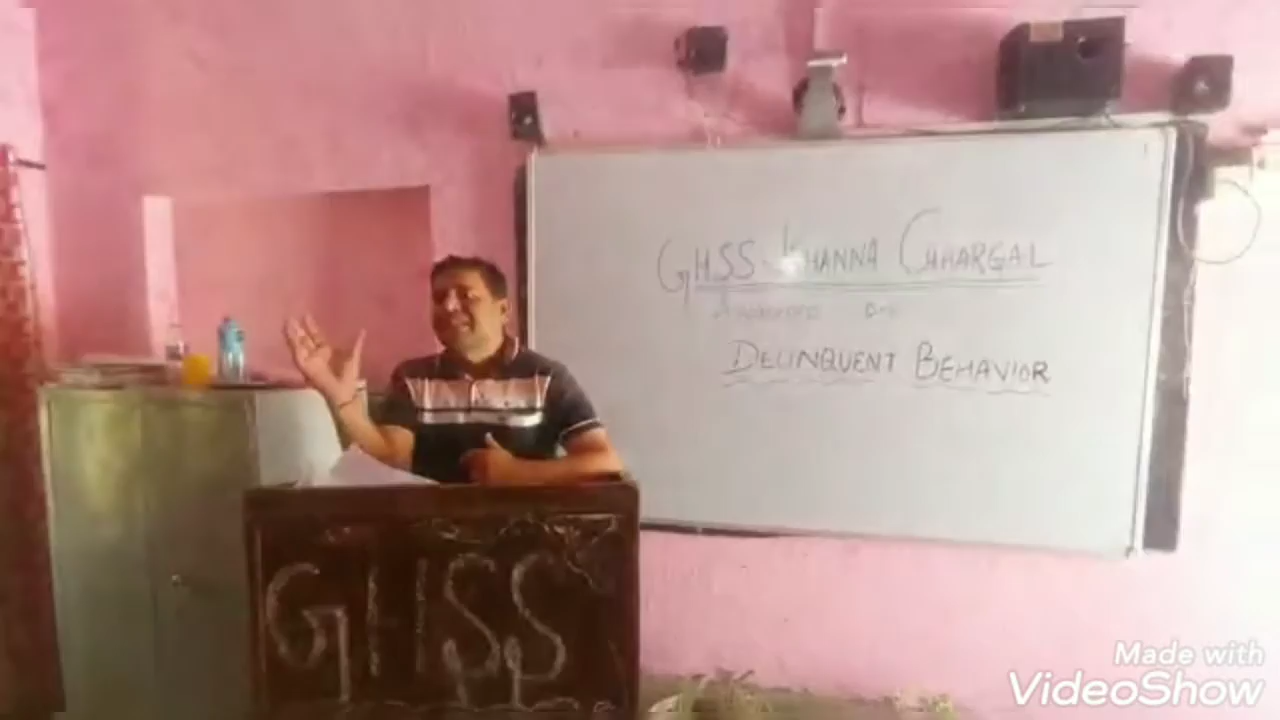 GHSS KHANNA CHHARGAL
DELINQUENT BEHAVIOR
GHSS
Made with
VideoShow